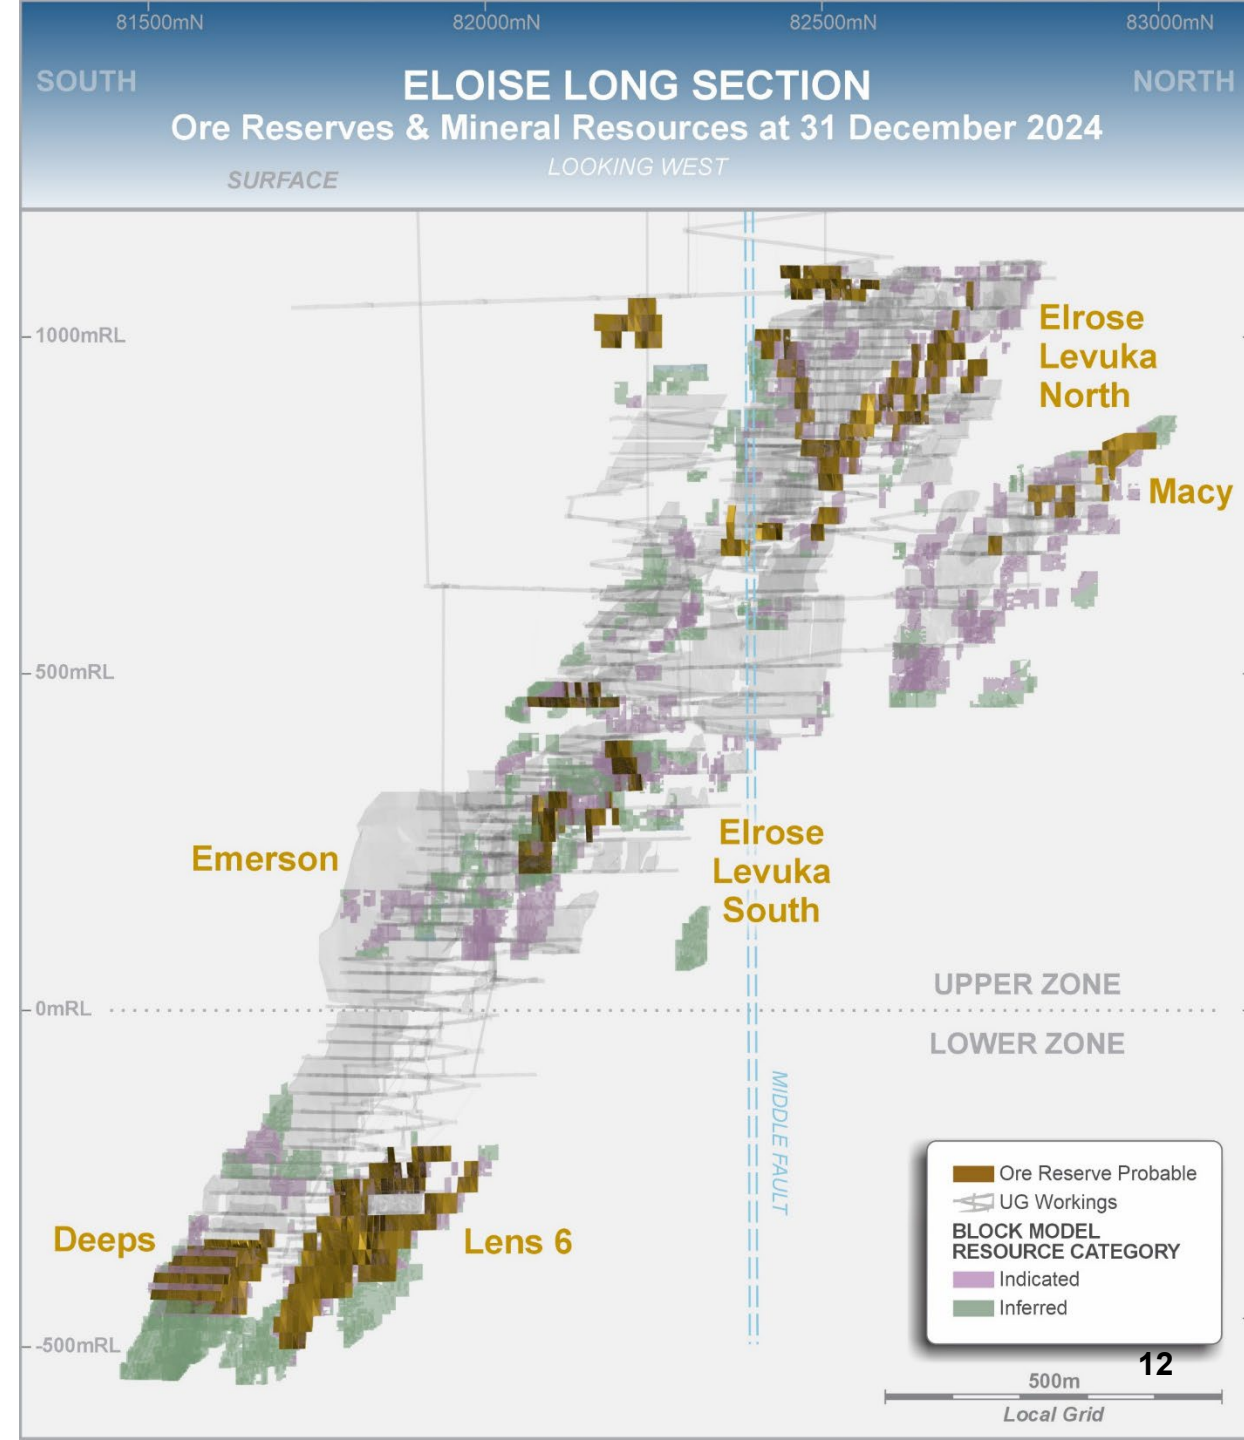 81500mN 82000mN 82500mN 83000mN
SOUTH
ELOISE LONG SECTION
NORTH
Ore Reserves & Mineral Resources at 31 December 2024
LOOKING WEST
SURFACE
1000mRL
Elrose
Levuka
North
Macy
500mRL
Emerson
Elrose
Levuka
South
UPPER ZONE
0mRL
LOWER ZONE
MIDDLE FAULT
Deeps
Lens 6
-500mRL
Ore Reserve Probable
UG Workings
BLOCK MODEL
RESOURCE CATEGORY
Indicated
Inferred
12
500m
Local Grid